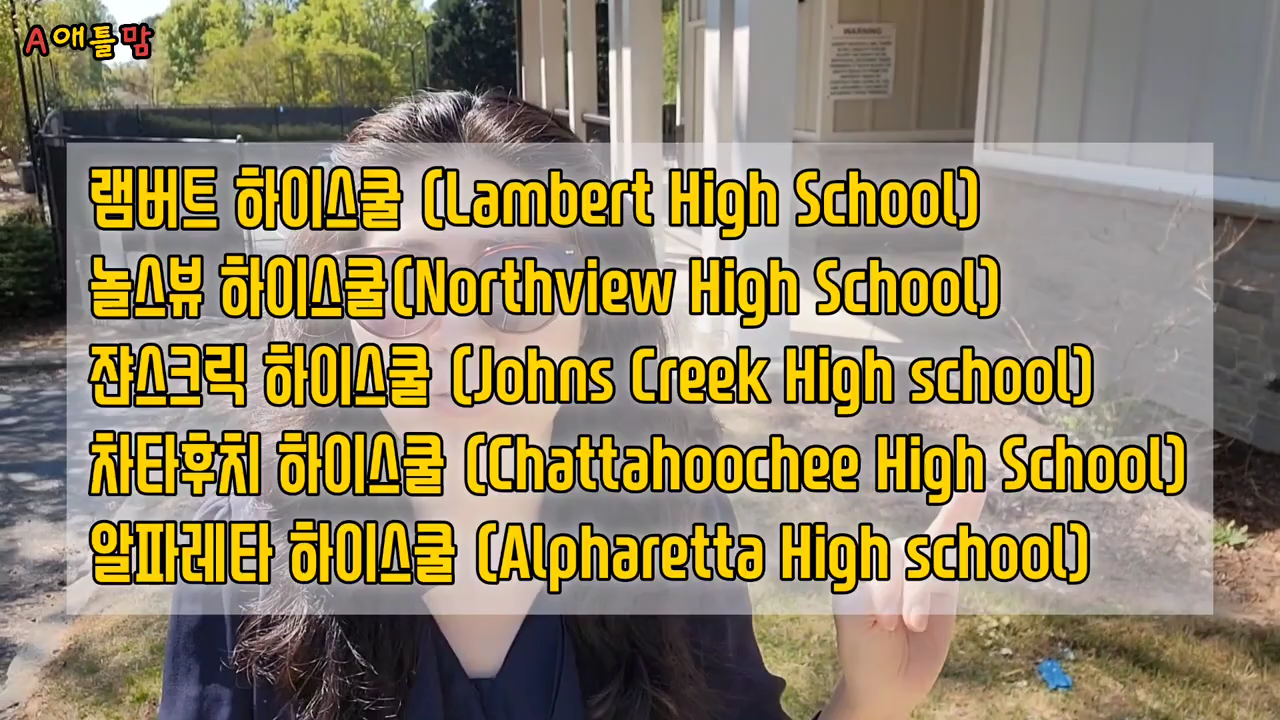 A애틀맘
WARNING
램버트 하이스쿨 (Lambert High School)
놀스뷰 하이스쿨(Northview High School)
쟌스크릭 하이스쿨 (Johns Creek High school)
차타후치 하이스쿨 (Chattahoochee High School)
알파레타 하이스쿨 (Alpharetta High school)